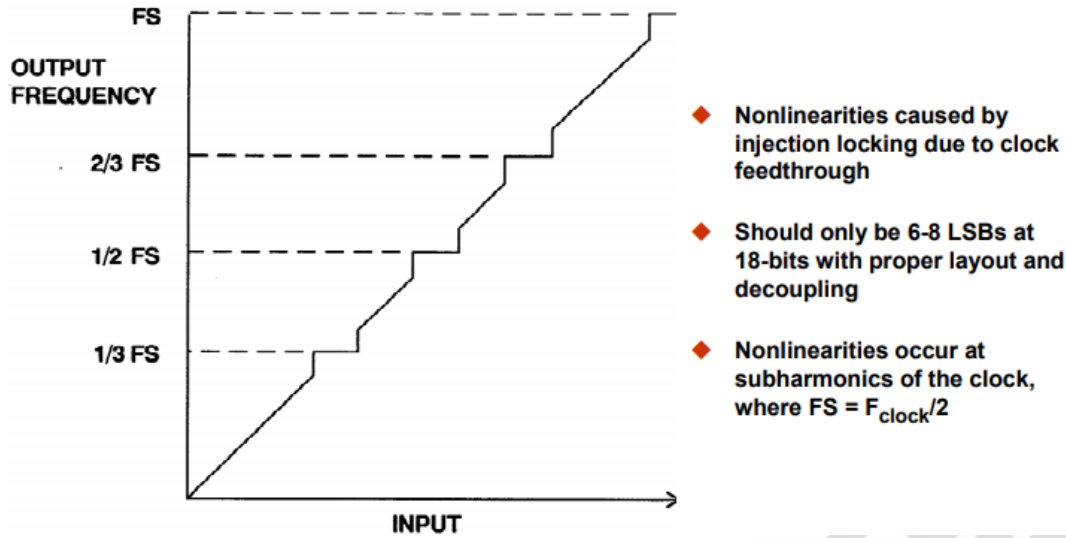 FS
OUTPUT
FREQUENCY
2/3 FS
1/2 FS
1/3 FS
INPUT
Nonlinearities caused by
injection locking due to clock
feedthrough
Should only be 6-8 LSBs at
18-bits with proper layout and
decoupling
Nonlinearities occur at
subharmonics of the clock,
where FS = Fclock/2